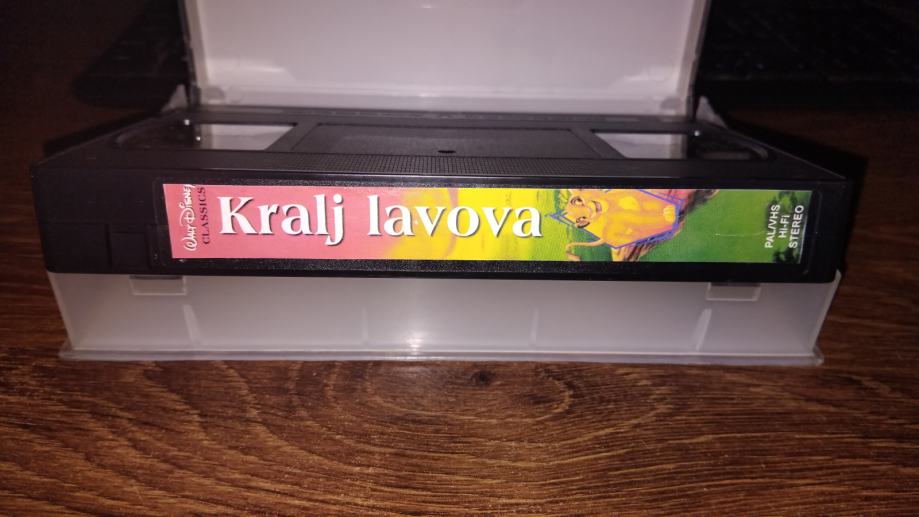 WALT DISNEY
CLASSICS
Kralj lavova
PAL/VHS
HI-FI
STEREO